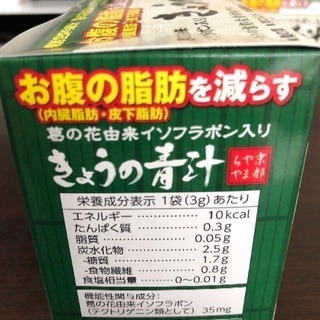 お腹の脂肪を減らす
(内臓脂肪・皮下脂肪)
葛の花由来イソフラボン入り
きょうの青汁
京都
やまちや
栄養成分表示 1袋(3g)あたり
エネルギー 10kcal
たんぱく質 0.3g
脂質 0.05g
炭水化物 2.5g
-糖質 1.7g
-食物繊維 0.8g
食塩相当量 0～0.01g
機能性関与成分:
葛の花由来イソフラボン
(テクトリゲニン類として) 35mg